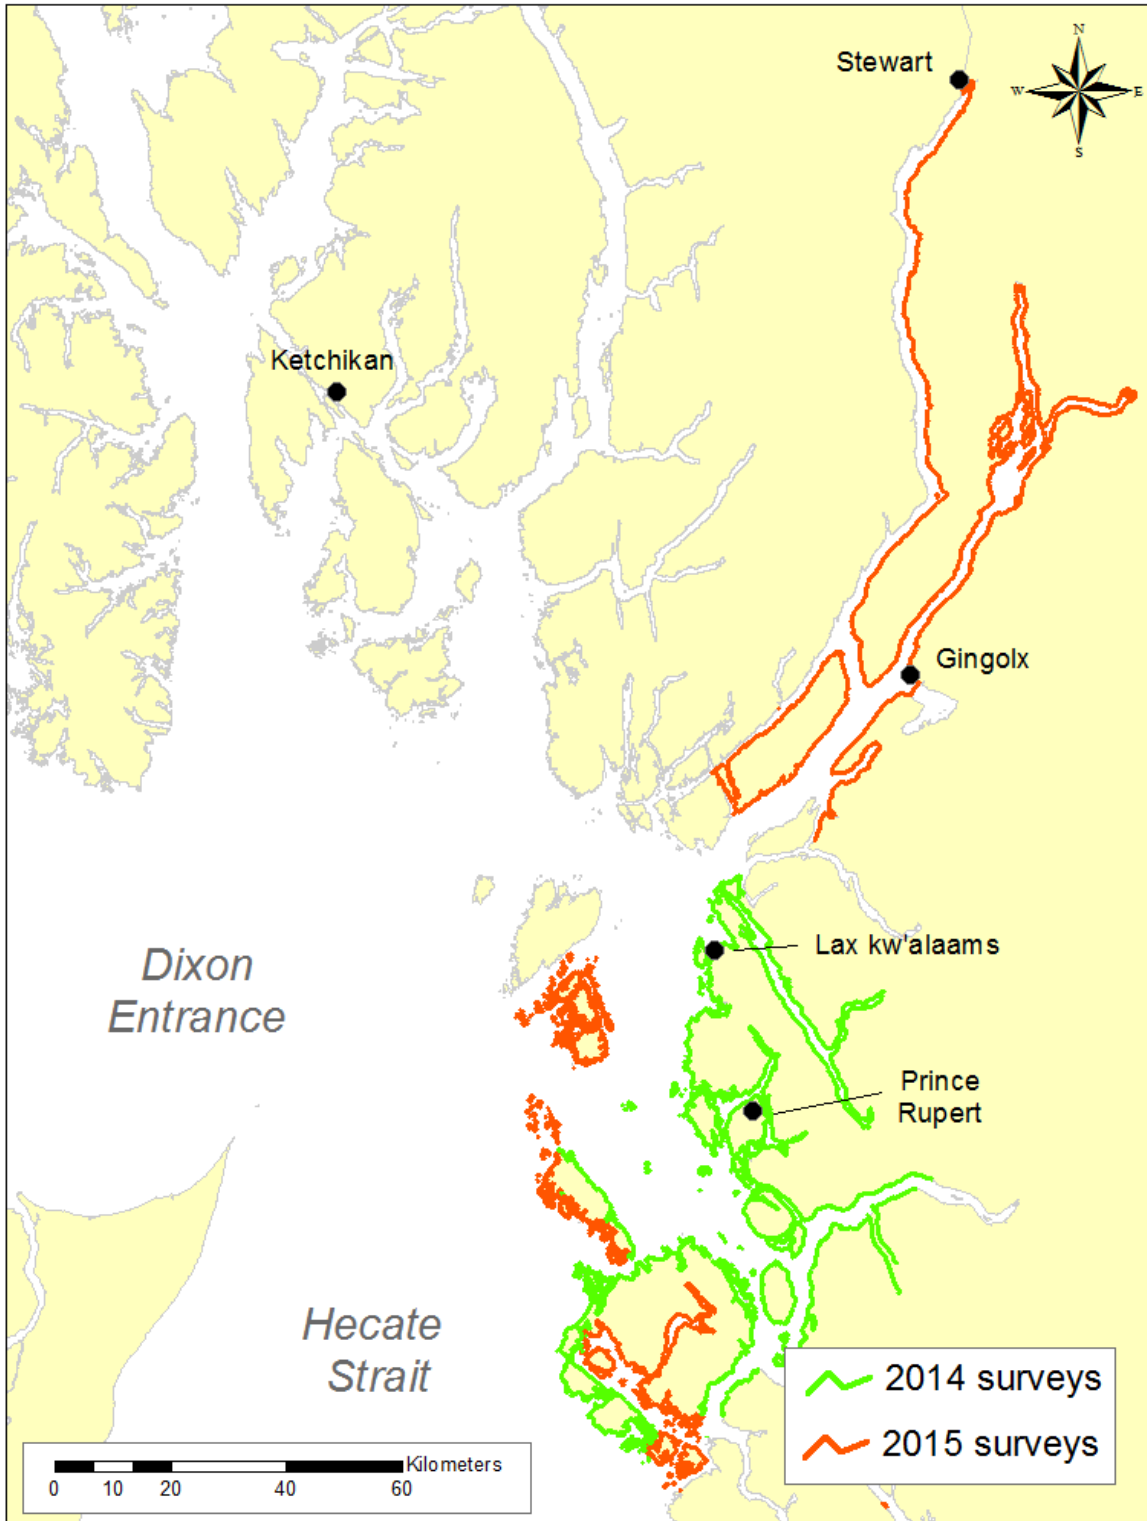 N
W E
S
Stewart
Ketchikan
Gingolx
Lax kw'alaams
Dixon
Entrance
Prince
Rupert
Hecate
Strait
2014 surveys
2015 surveys
Kilometers
0 10 20 40 60